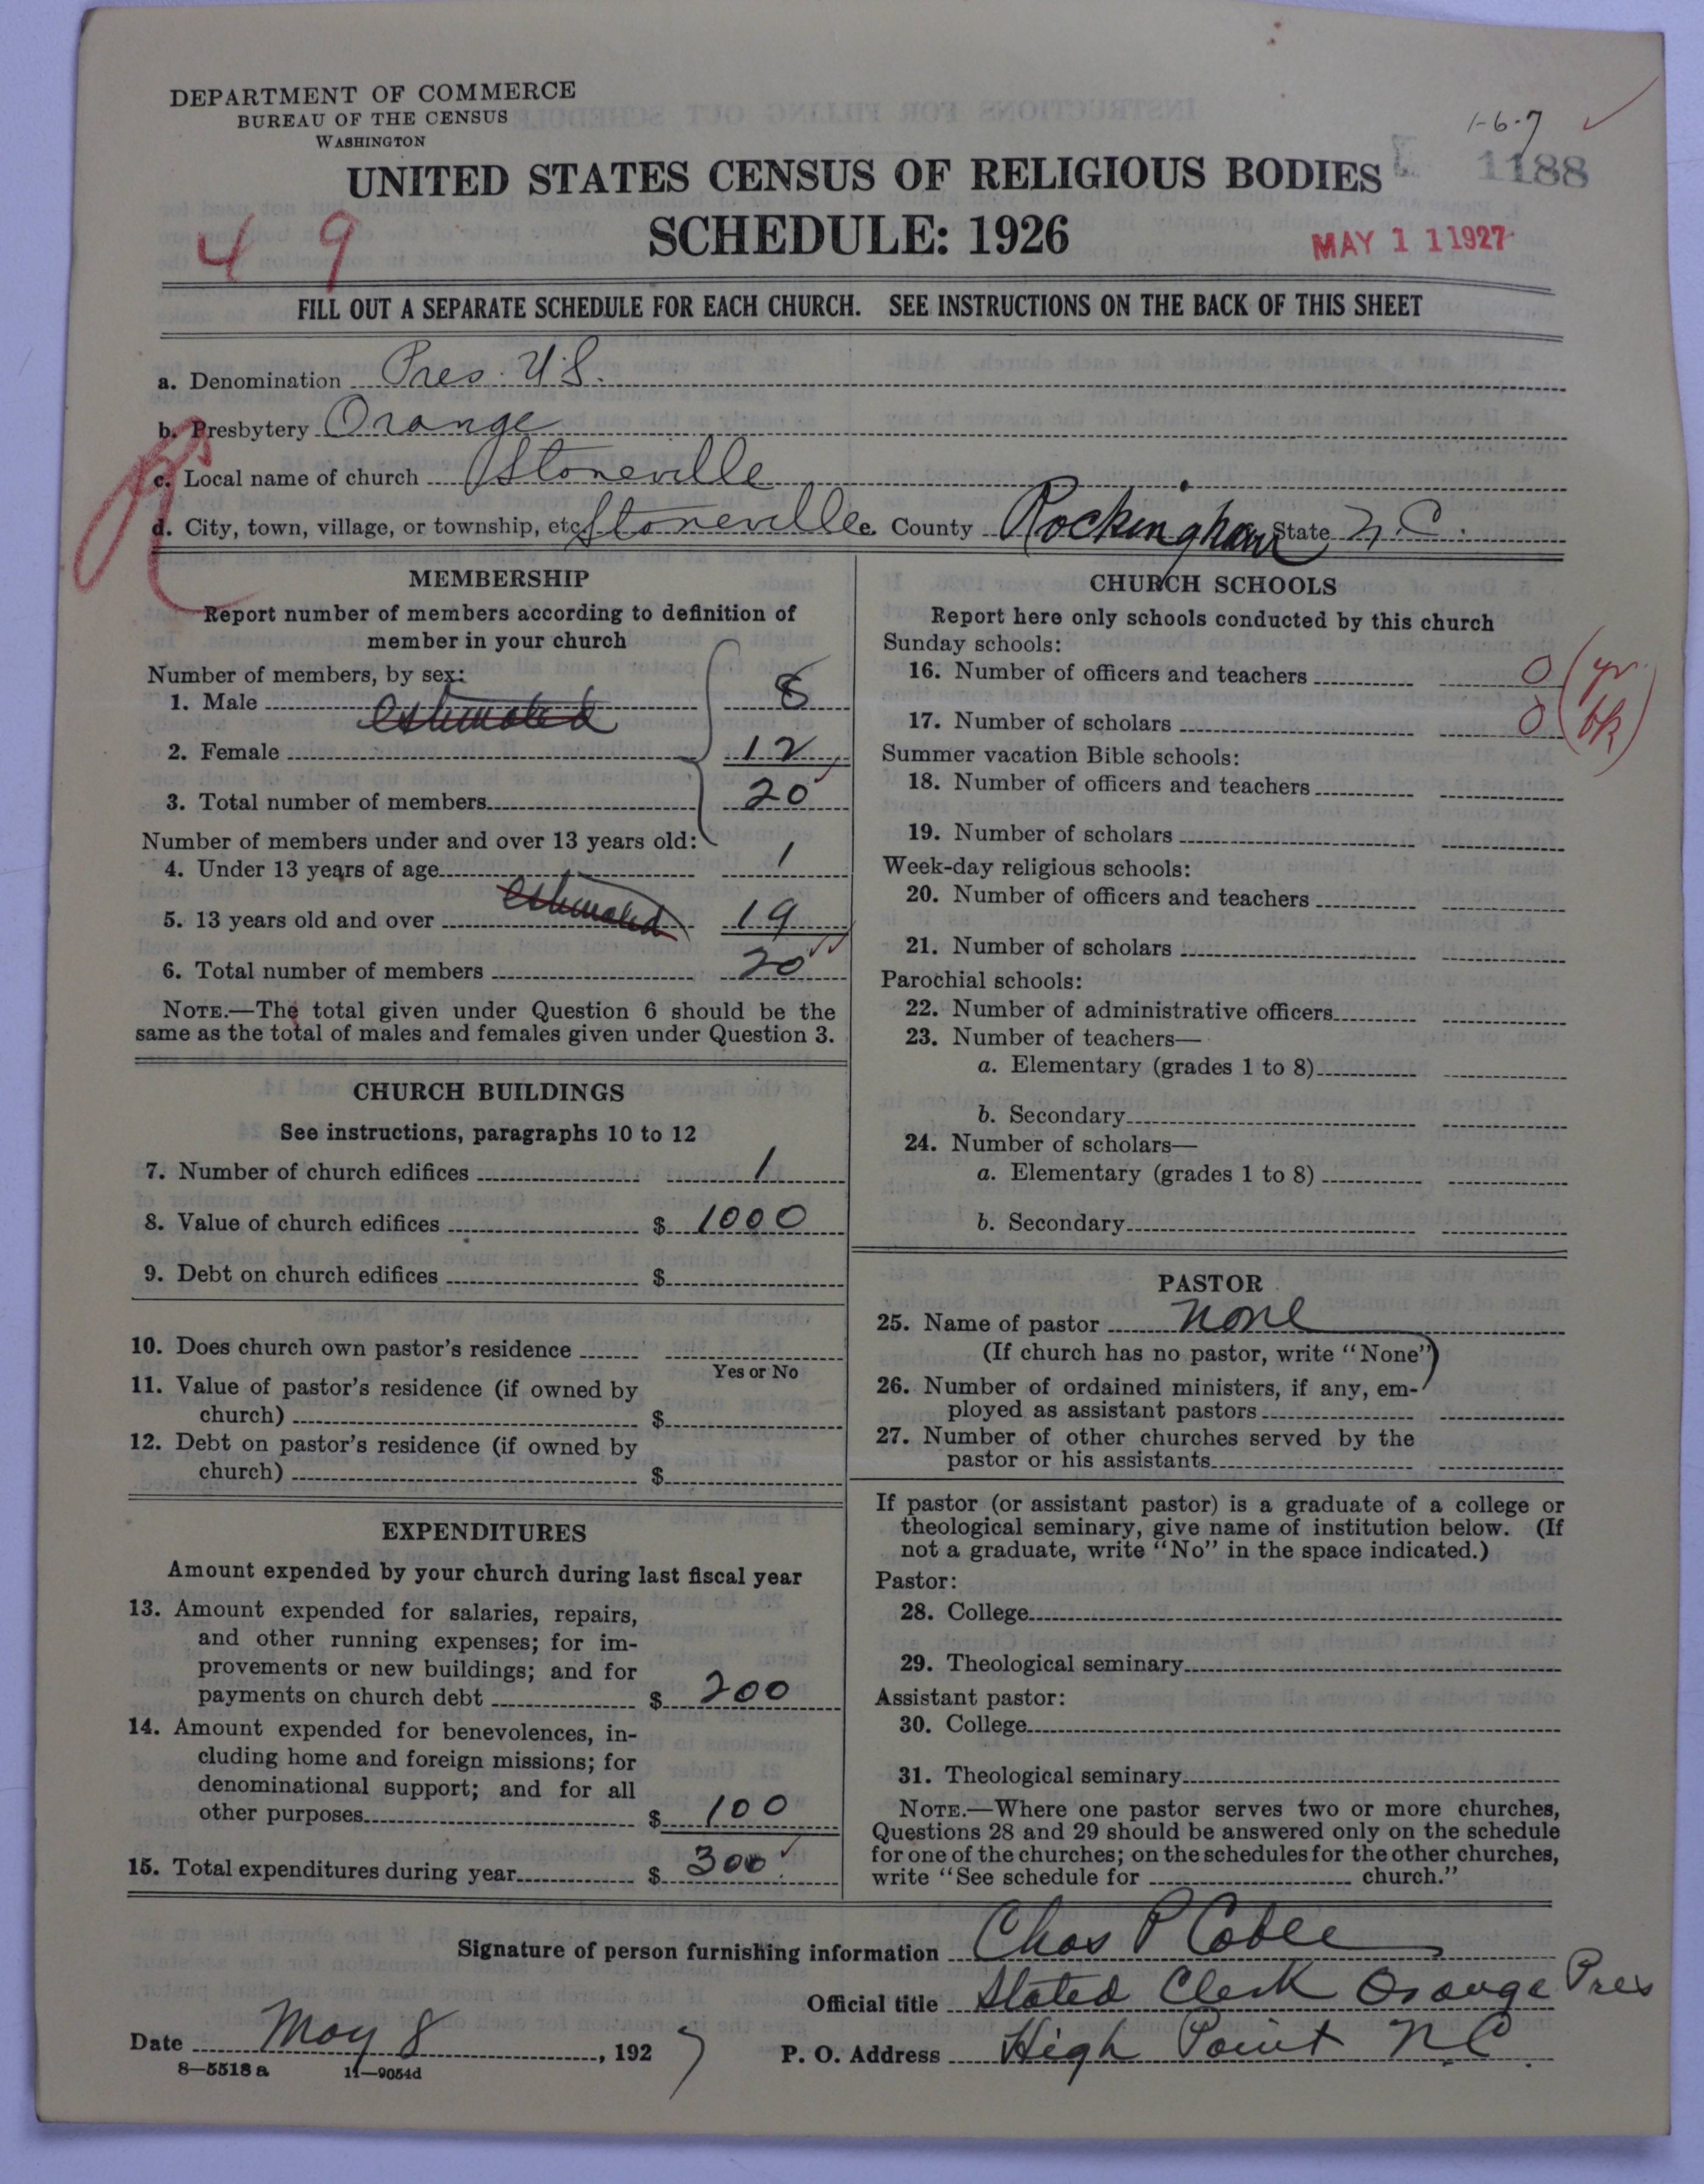 DEPARTMENT OF COMMERCE
BUREAU OF THE CENSUS
WASHINGTON
1-6-7
UNITED STATES CENSUS OF RELIGIOUS BODIES
1188
4 9
SCHEDULE: 1926
MAY 11 1927
FILL OUT A SEPARATE SCHEDULE FOR EACH CHURCH. SEE INSTRUCTIONS ON THE BACK OF THIS SHEET
a. Denomination Pres. U.S.
b. Presbytery Orange
c. Local name of church Stoneville
d. City, town, village, or township, etc. Stoneville e. County Rockingham State N.C.
MEMBERSHIP
Report number of members according to definition of
member in your church
Number of members, by sex:
1. Male estimated 8
2. Female 12
3. Total number of members 20
Number of members under and over 13 years old:
4. Under 13 years of age 1
5. 13 years old and over estimated 19
6. Total number of members 20
NOTE.—The total given under Question 6 should be the
same as the total of males and females given under Question 3.
CHURCH BUILDINGS
See instructions, paragraphs 10 to 12
7. Number of church edifices 1
8. Value of church edifices $ 1000
9. Debt on church edifices $
10. Does church own pastor's residence
Yes or No
11. Value of pastor's residence (if owned by
church) $
12. Debt on pastor's residence (if owned by
church) $
EXPENDITURES
Amount expended by your church during last fiscal year
13. Amount expended for salaries, repairs,
and other running expenses; for im-
provements or new buildings; and for
payments on church debt $ 200
14. Amount expended for benevolences, in-
cluding home and foreign missions; for
denominational support; and for all
other purposes $ 100
15. Total expenditures during year $ 300
CHURCH SCHOOLS
Report here only schools conducted by this church
Sunday schools:
16. Number of officers and teachers 0 (yr.
17. Number of scholars 0 bk)
Summer vacation Bible schools:
18. Number of officers and teachers
19. Number of scholars
Week-day religious schools:
20. Number of officers and teachers
21. Number of scholars
Parochial schools:
22. Number of administrative officers
23. Number of teachers—
a. Elementary (grades 1 to 8)
b. Secondary
24. Number of scholars—
a. Elementary (grades 1 to 8)
b. Secondary
PASTOR
25. Name of pastor None
(If church has no pastor, write "None")
26. Number of ordained ministers, if any, em-
ployed as assistant pastors
27. Number of other churches served by the
pastor or his assistants
If pastor (or assistant pastor) is a graduate of a college or
theological seminary, give name of institution below. (If
not a graduate, write "No" in the space indicated.)
Pastor:
28. College
29. Theological seminary
Assistant pastor:
30. College
31. Theological seminary
NOTE.—Where one pastor serves two or more churches,
Questions 28 and 29 should be answered only on the schedule
for one of the churches; on the schedules for the other churches,
write "See schedule for church."
Signature of person furnishing information Chas P Coble
Official title Stated Clerk Orange Pres
Date May 8, 1927 P. O. Address High Point N.C.
8—5518 a 11—9054d